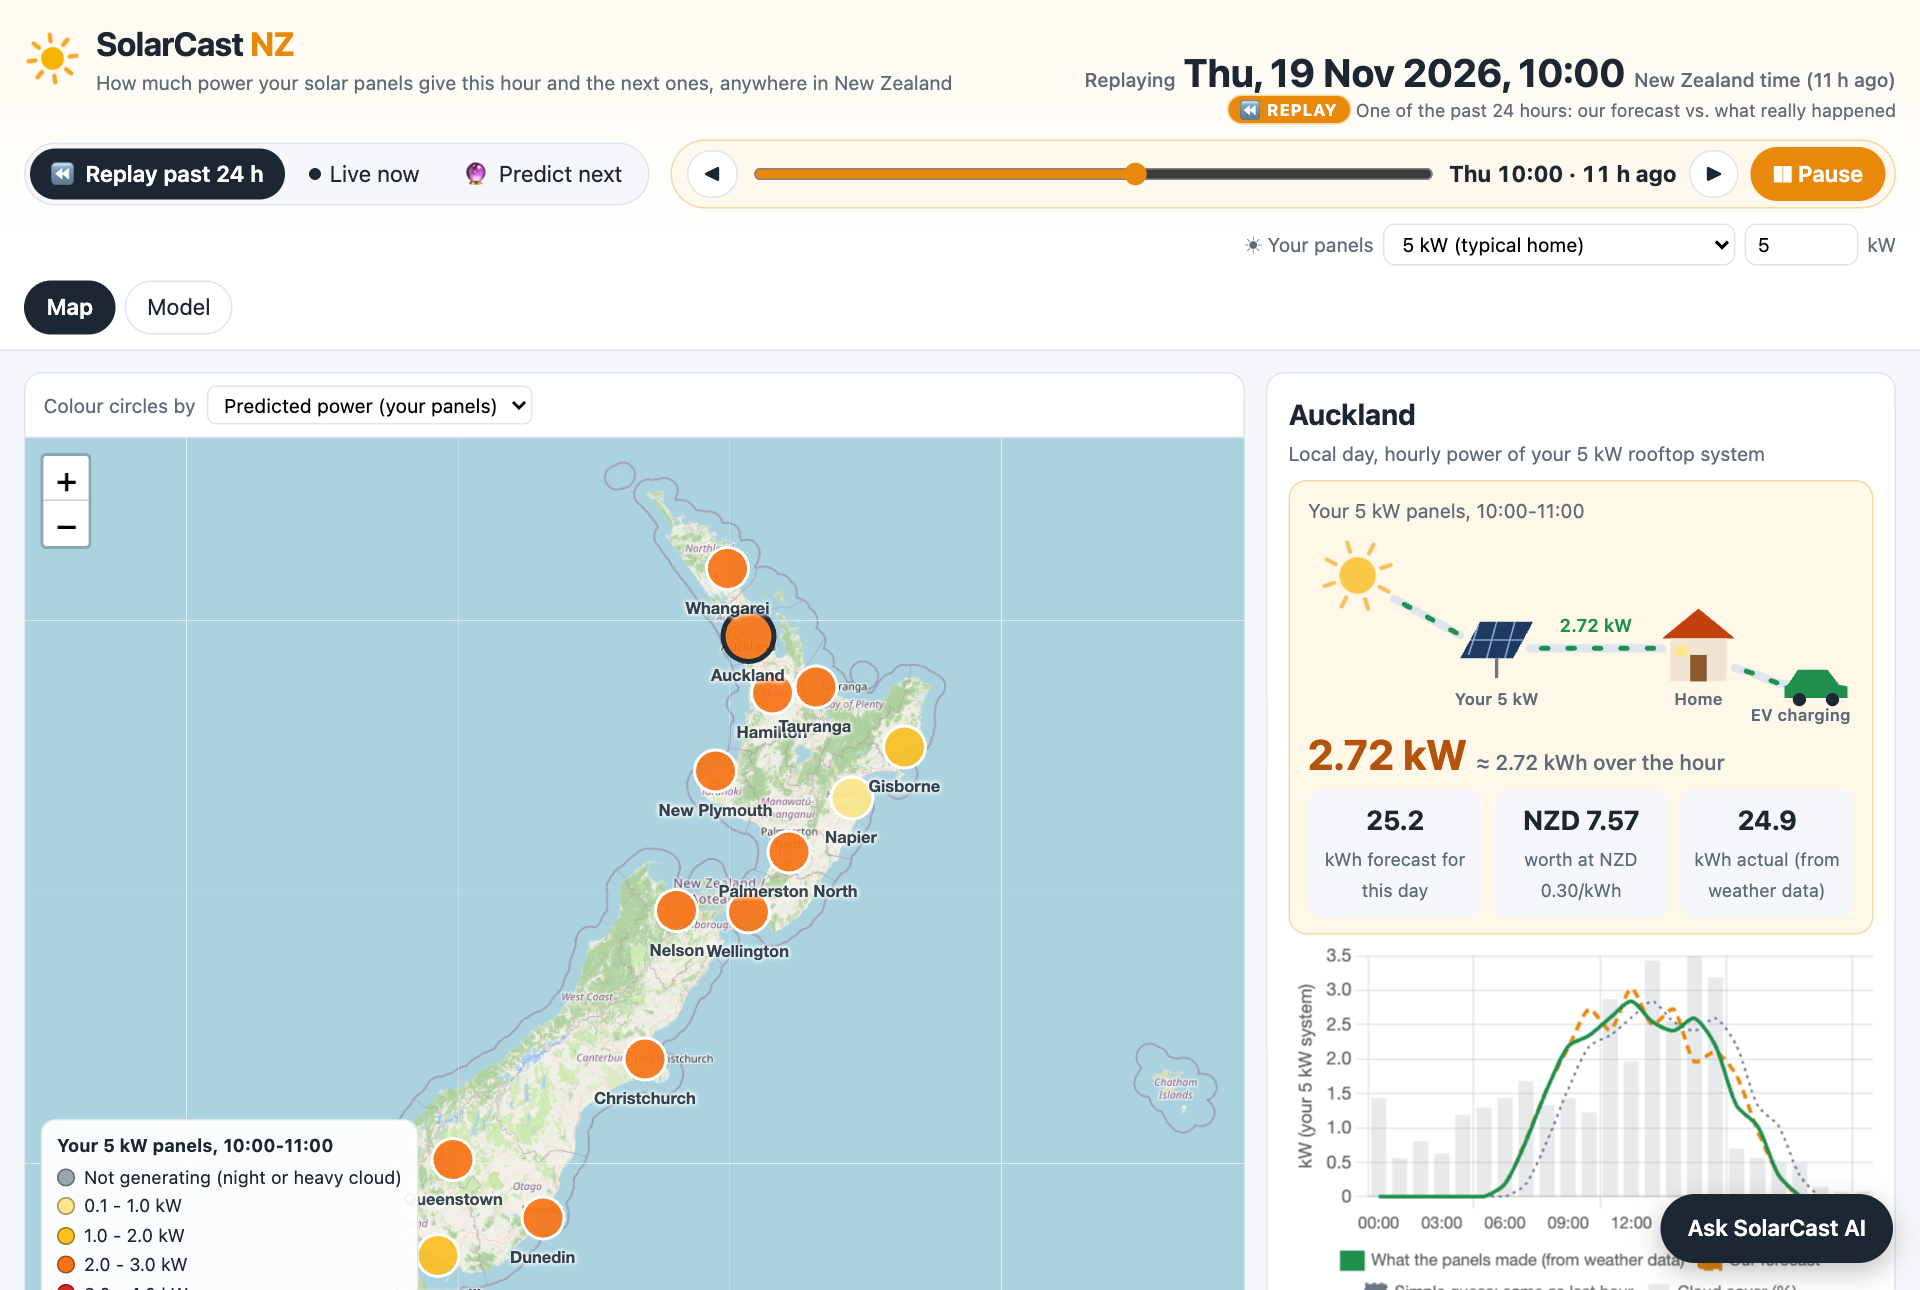 SolarCast NZ
How much power your solar panels give this hour and the next ones, anywhere in New Zealand
Replaying Thu, 19 Nov 2026, 10:00 New Zealand time (11 h ago)
REPLAY One of the past 24 hours: our forecast vs. what really happened
Replay past 24 h
Live now
Predict next
Thu 10:00 · 11 h ago
Pause
Your panels
5 kW (typical home)
5
kW
Map
Model
Colour circles by
Predicted power (your panels)
+
−
Northl
Whangarei
Auckland
Tauranga
Bay of Plenty
Hamilton
Gisborne
New Plymouth
Manawatū-
Napier
Palmerston North
New Zealand /
Nelson
Wellington
West Coast
Canterbu
Christchurch
Chatham
Islands
Queenstown
Otago
Dunedin
Your 5 kW panels, 10:00-11:00
Not generating (night or heavy cloud)
0.1 - 1.0 kW
1.0 - 2.0 kW
2.0 - 3.0 kW
Auckland
Local day, hourly power of your 5 kW rooftop system
Your 5 kW panels, 10:00-11:00
2.72 kW
Your 5 kW
Home
EV charging
2.72 kW ≈ 2.72 kWh over the hour
25.2
kWh forecast for
this day
NZD 7.57
worth at NZD
0.30/kWh
24.9
kWh actual (from
weather data)
kW (your 5 kW system)
3.5
3.0
2.5
2.0
1.5
1.0
0.5
0
00:00
03:00
06:00
09:00
12:00
Ask SolarCast AI
What the panels made (from weather data)